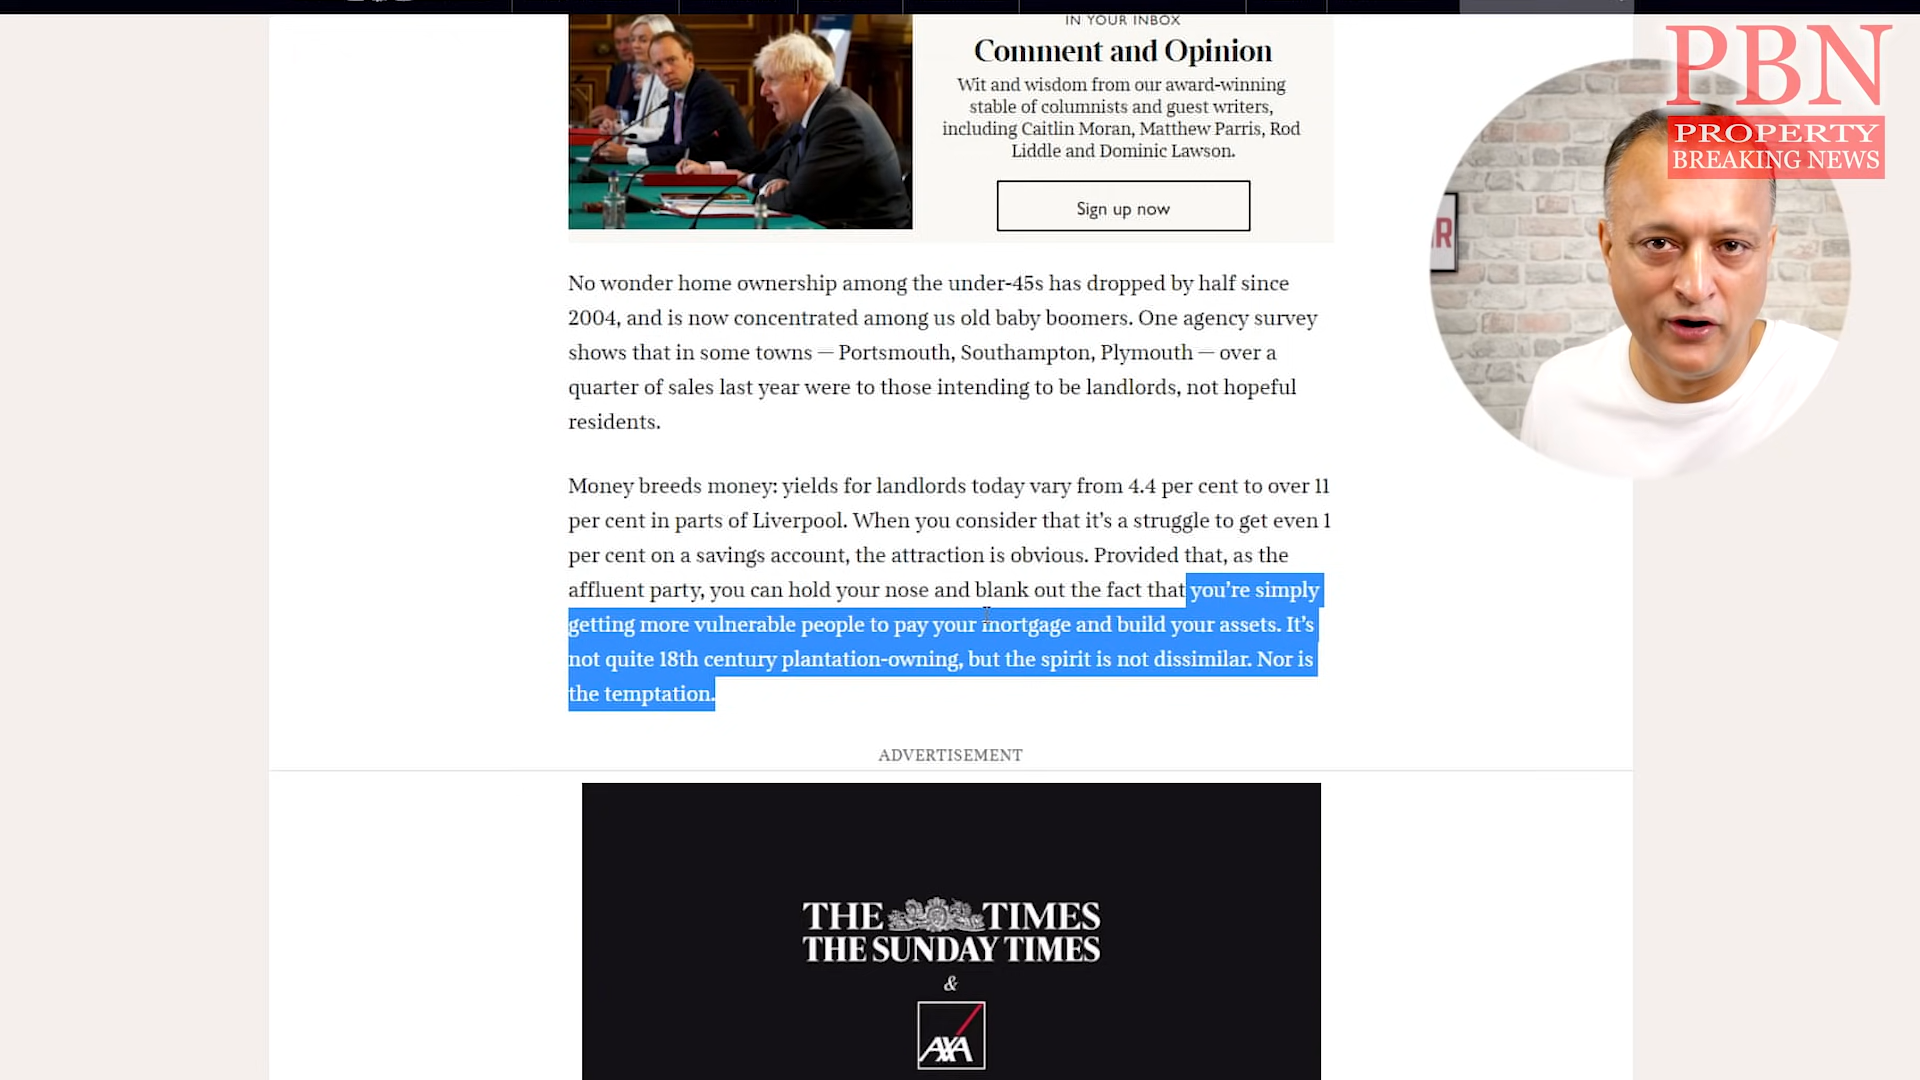 IN YOUR INBOX
Comment and Opinion
Wit and wisdom from our award-winning
stable of columnists and guest writers,
including Caitlin Moran, Matthew Parris, Rod
Liddle and Dominic Lawson.
Sign up now
PBN
PROPERTY
BREAKING NEWS
R
No wonder home ownership among the under-45s has dropped by half since
2004, and is now concentrated among us old baby boomers. One agency survey
shows that in some towns — Portsmouth, Southampton, Plymouth — over a
quarter of sales last year were to those intending to be landlords, not hopeful
residents.
Money breeds money: yields for landlords today vary from 4.4 per cent to over 11
per cent in parts of Liverpool. When you consider that it's a struggle to get even 1
per cent on a savings account, the attraction is obvious. Provided that, as the
affluent party, you can hold your nose and blank out the fact that you're simply
getting more vulnerable people to pay your mortgage and build your assets. It's
not quite 18th century plantation-owning, but the spirit is not dissimilar. Nor is
the temptation.
ADVERTISEMENT
THE TIMES
THE SUNDAY TIMES
&
AXA